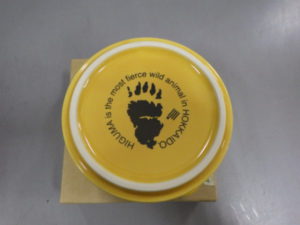 HIGUMA is the most fierce wild animal in HOKKAIDO.